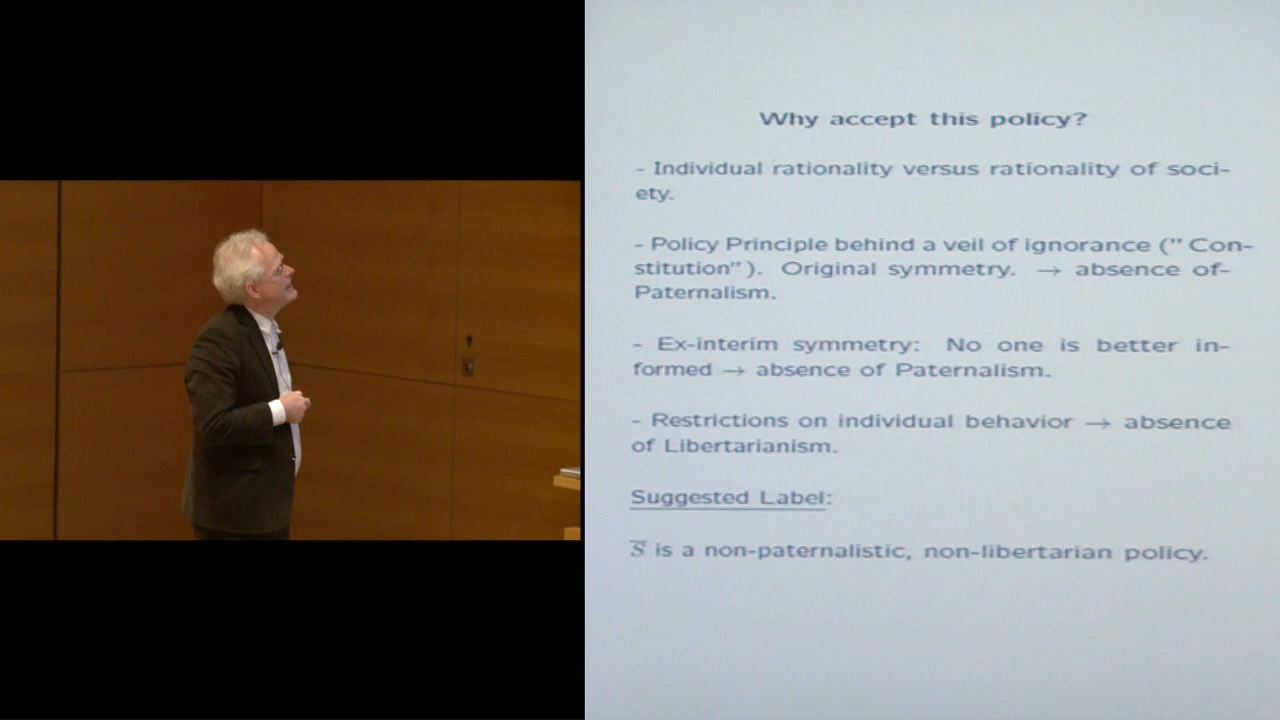 Why accept this policy?
- Individual rationality versus rationality of soci-
ety.
- Policy Principle behind a veil of ignorance (" Con-
stitution"). Original symmetry. → absence of-
Paternalism.
- Ex-interim symmetry: No one is better in-
formed → absence of Paternalism.
- Restrictions on individual behavior → absence
of Libertarianism.
Suggested Label:
S̅ is a non-paternalistic, non-libertarian policy.